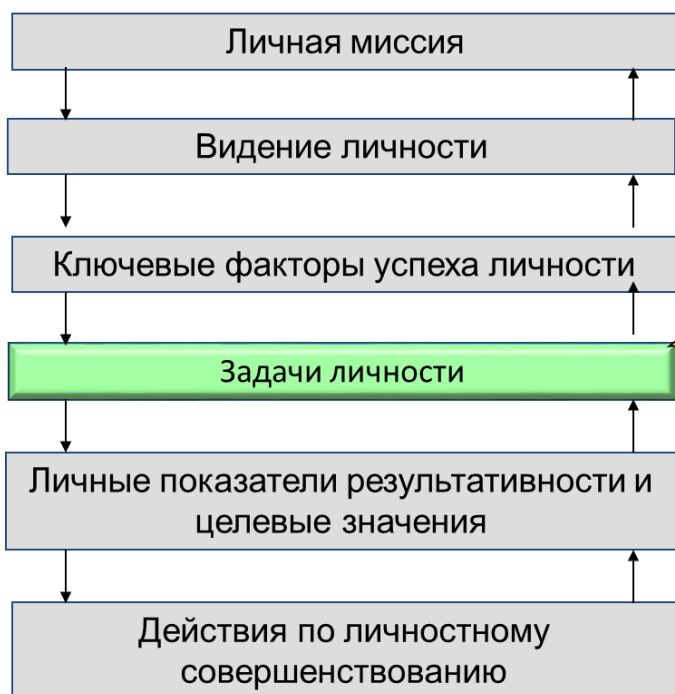 Личная миссия
Видение личности
Ключевые факторы успеха личности
Задачи личности
Личные показатели результативности и
целевые значения
Действия по личностному
совершенствованию